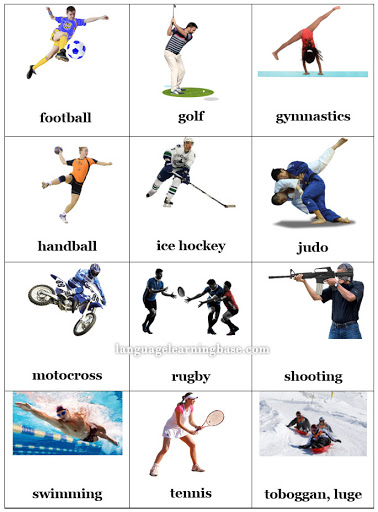 football
golf
gymnastics
handball
ice hockey
judo
languagelearningbase.com
motocross
rugby
shooting
swimming
tennis
toboggan, luge